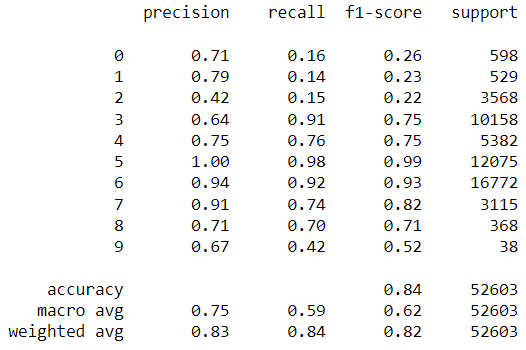 precision recall f1-score support
0 0.71 0.16 0.26 598
1 0.79 0.14 0.23 529
2 0.42 0.15 0.22 3568
3 0.64 0.91 0.75 10158
4 0.75 0.76 0.75 5382
5 1.00 0.98 0.99 12075
6 0.94 0.92 0.93 16772
7 0.91 0.74 0.82 3115
8 0.71 0.70 0.71 368
9 0.67 0.42 0.52 38
accuracy 0.84 52603
macro avg 0.75 0.59 0.62 52603
weighted avg 0.83 0.84 0.82 52603